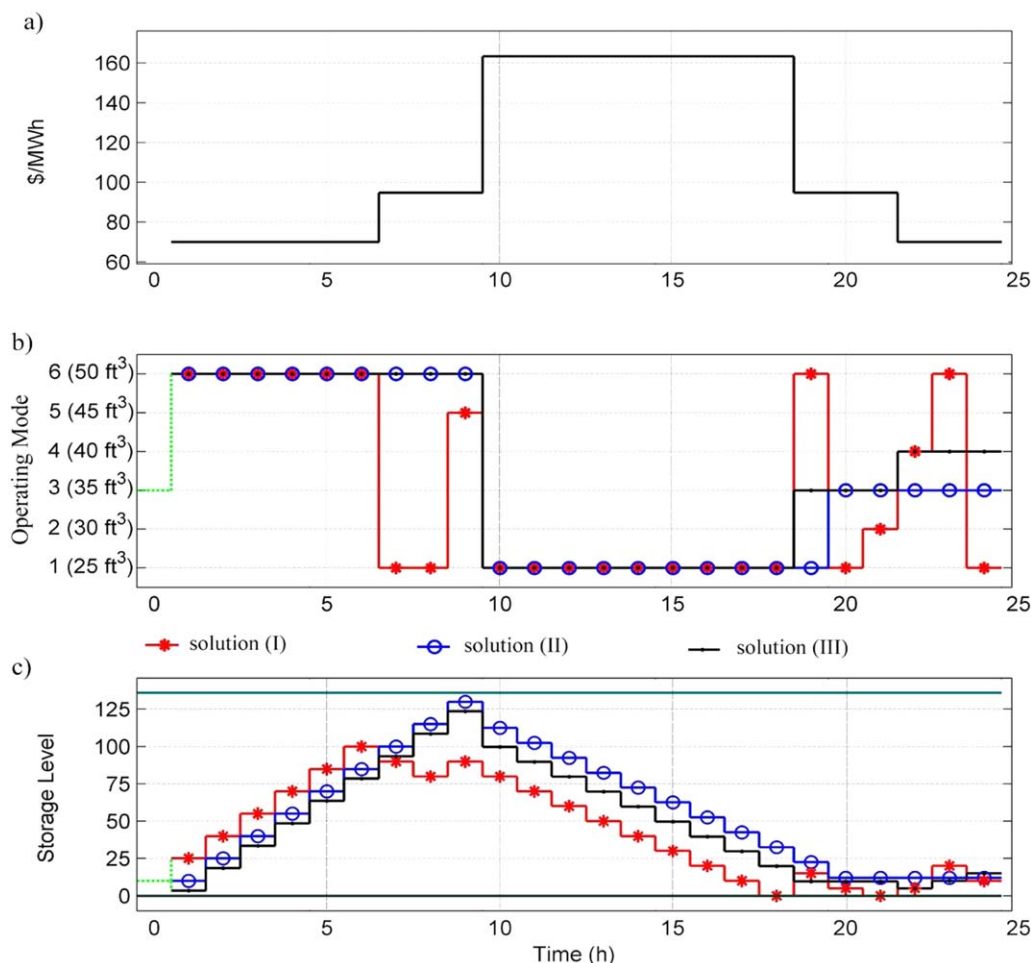 a)
160
140
120
100
80
60
$/MWh
0 5 10 15 20 25
b)
6 (50 ft³)
5 (45 ft³)
4 (40 ft³)
3 (35 ft³)
2 (30 ft³)
1 (25 ft³)
Operating Mode
0 5 10 15 20 25
solution (I) solution (II) solution (III)
c)
125
100
75
50
25
0
Storage Level
0 5 10 15 20 25
Time (h)